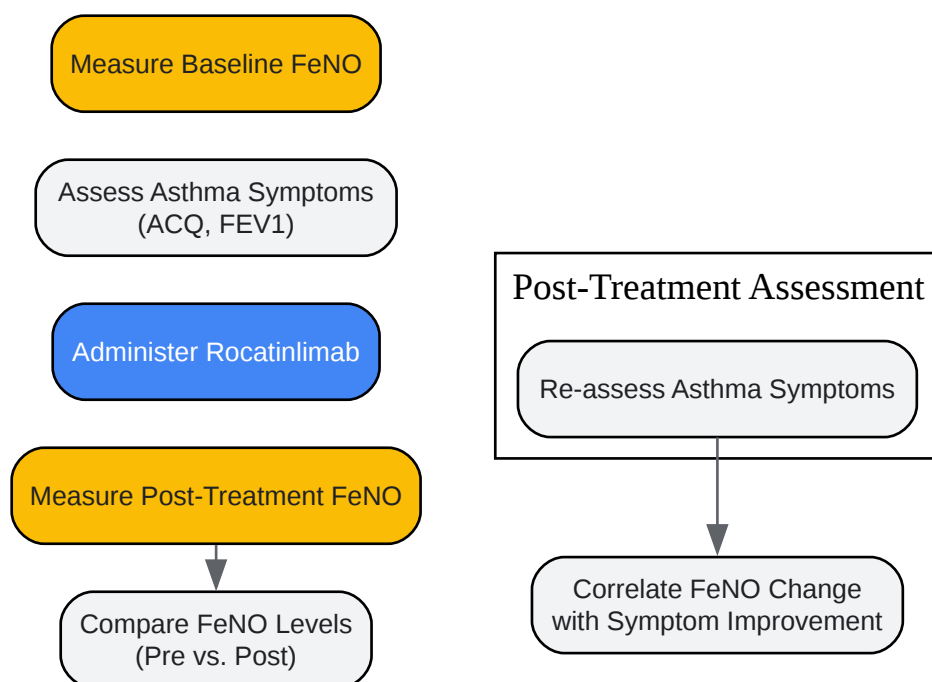 Measure Baseline FeNO
Assess Asthma Symptoms
(ACQ, FEV1)
Administer Rocatinlimab
Measure Post-Treatment FeNO
Compare FeNO Levels
(Pre vs. Post)
Post-Treatment Assessment
Re-assess Asthma Symptoms
Correlate FeNO Change
with Symptom Improvement